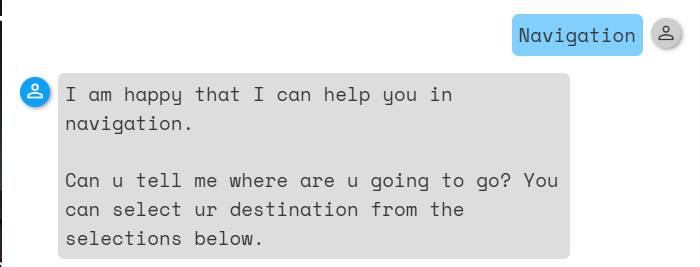 Navigation
I am happy that I can help you in
navigation.
Can u tell me where are u going to go? You
can select ur destination from the
selections below.